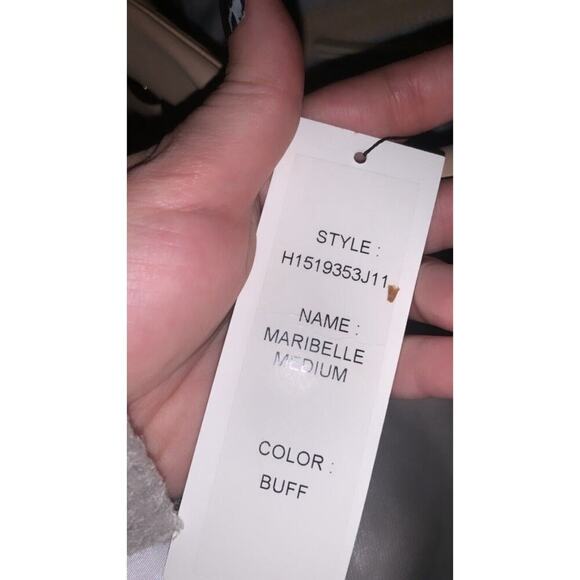 STYLE :
H1519353J11
NAME :
MARIBELLE
MEDIUM
COLOR :
BUFF